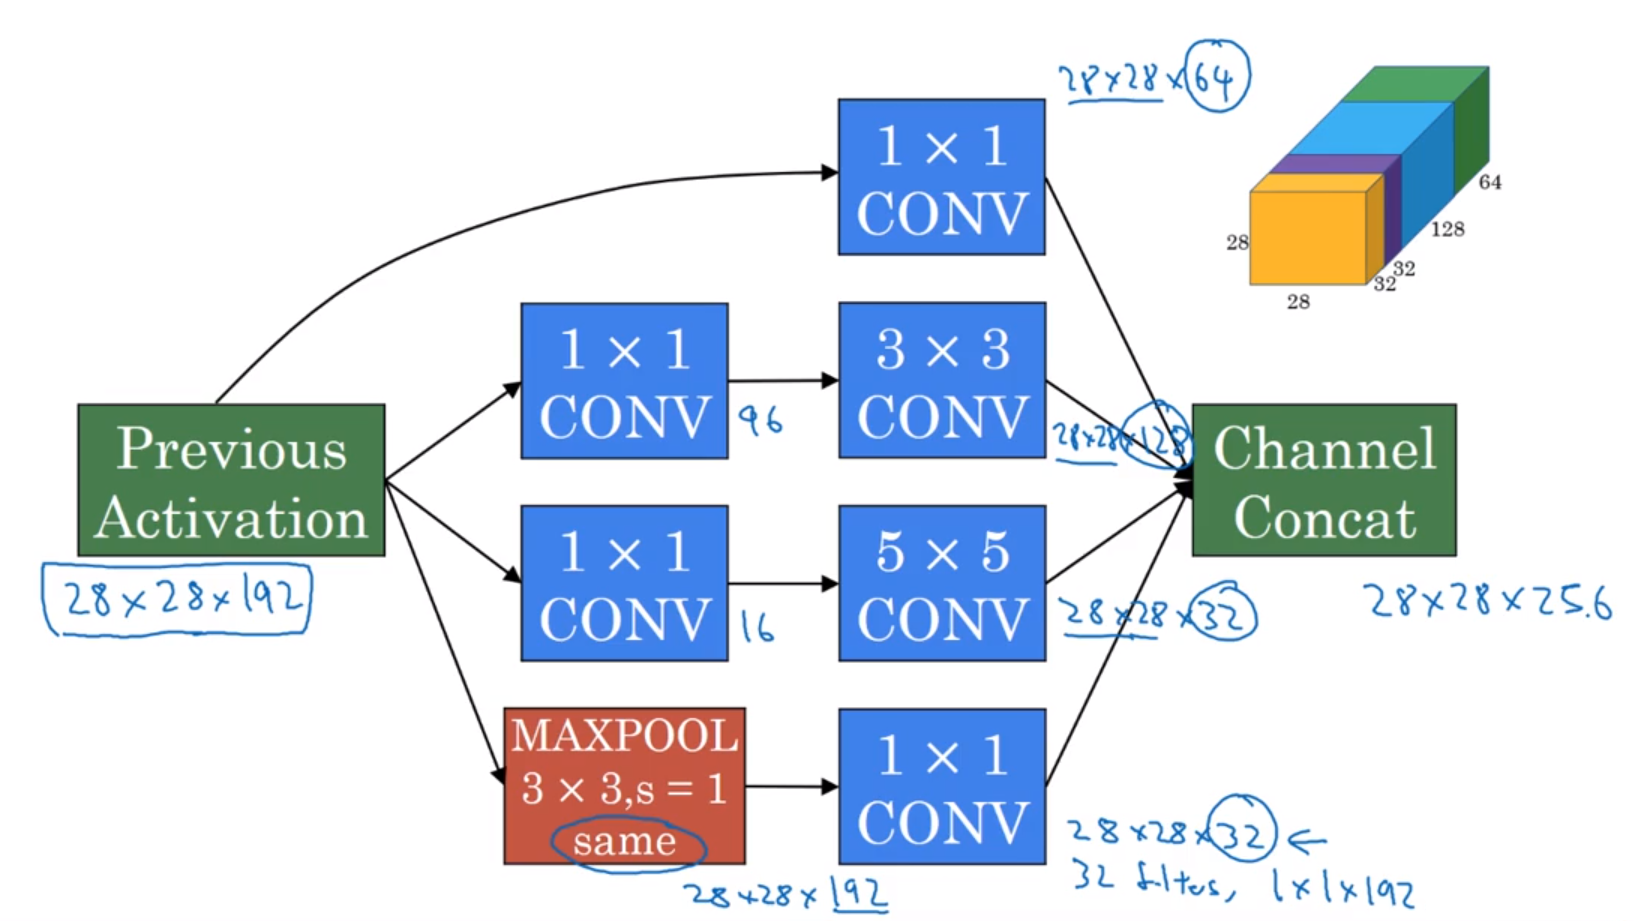 28×28×64
1 × 1
CONV
64
128
32
32
28
28
1 × 1
CONV
96
3 × 3
CONV
28×28×128
Previous
Activation
28×28×192
Channel
Concat
28×28×256
1 × 1
CONV
16
5 × 5
CONV
28×28×32
MAXPOOL
3 × 3,s = 1
same
28×28×192
1 × 1
CONV
28×28×32 ←
32 filters, 1×1×192